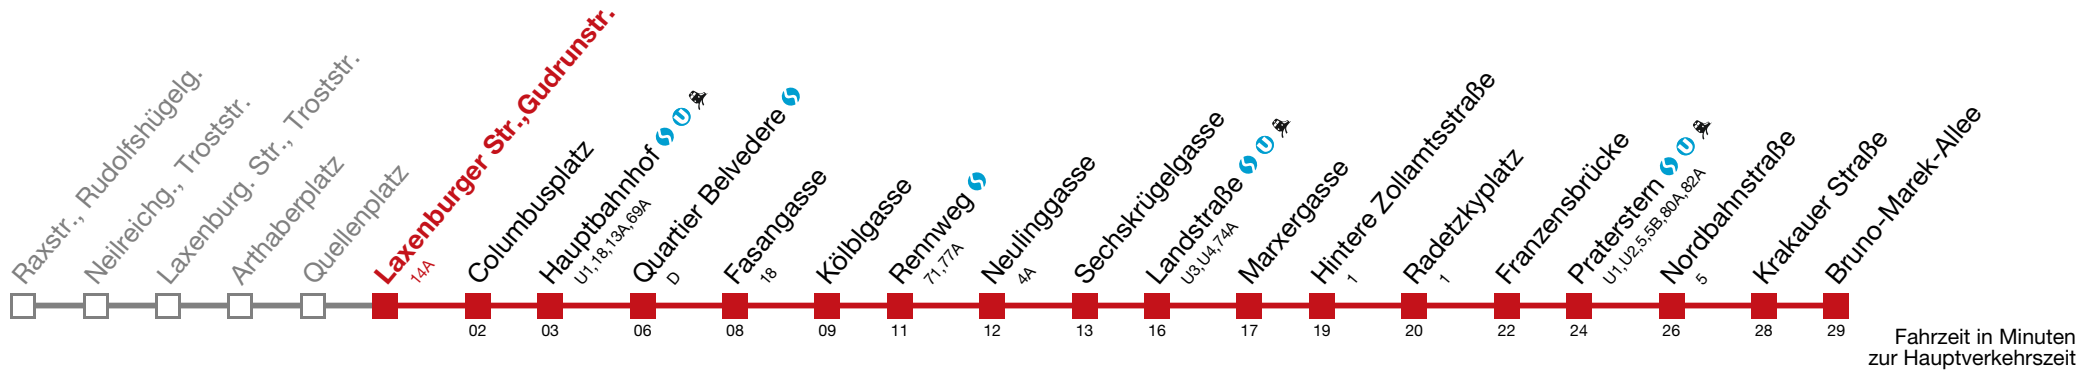 Raxstr., Rudolfshügelg.
Neilreichg., Troststr.
Laxenburg. Str., Troststr.
Arthaberplatz
Quellenplatz
Laxenburger Str.,Gudrunstr.
14A
Columbusplatz
02
Hauptbahnhof S U
U1,18,13A,69A
03
Quartier Belvedere S
D
06
Fasangasse
18
08
Kölblgasse
09
Rennweg S
71,77A
11
Neulinggasse
4A
12
Sechskrügelgasse
13
Landstraße S U
U3,U4,74A
16
Marxergasse
17
Hintere Zollamtsstraße
1
19
Radetzkyplatz
1
20
Franzensbrücke
22
Praterstern S U
U1,U2,5,5B,80A,82A
24
Nordbahnstraße
5
26
Krakauer Straße
28
Bruno-Marek-Allee
29
Fahrzeit in Minuten
zur Hauptverkehrszeit